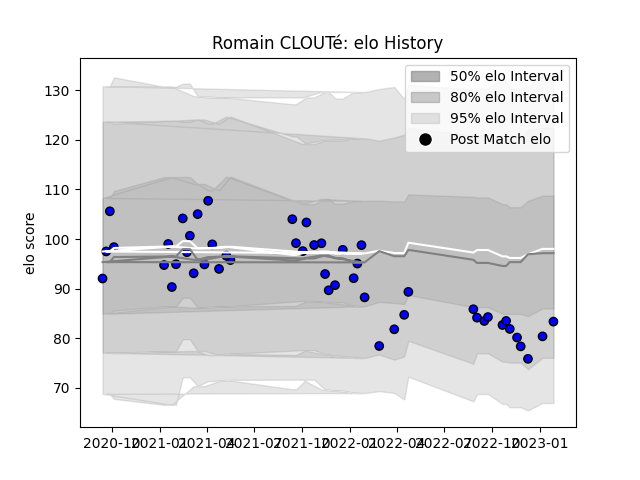 Romain CLOUTé: elo History
50% elo Interval
80% elo Interval
95% elo Interval
Post Match elo
elo score
130
120
110
100
90
80
70
2020-10 2021-01 2021-04 2021-07 2021-10 2022-01 2022-04 2022-07 2022-10 2023-01